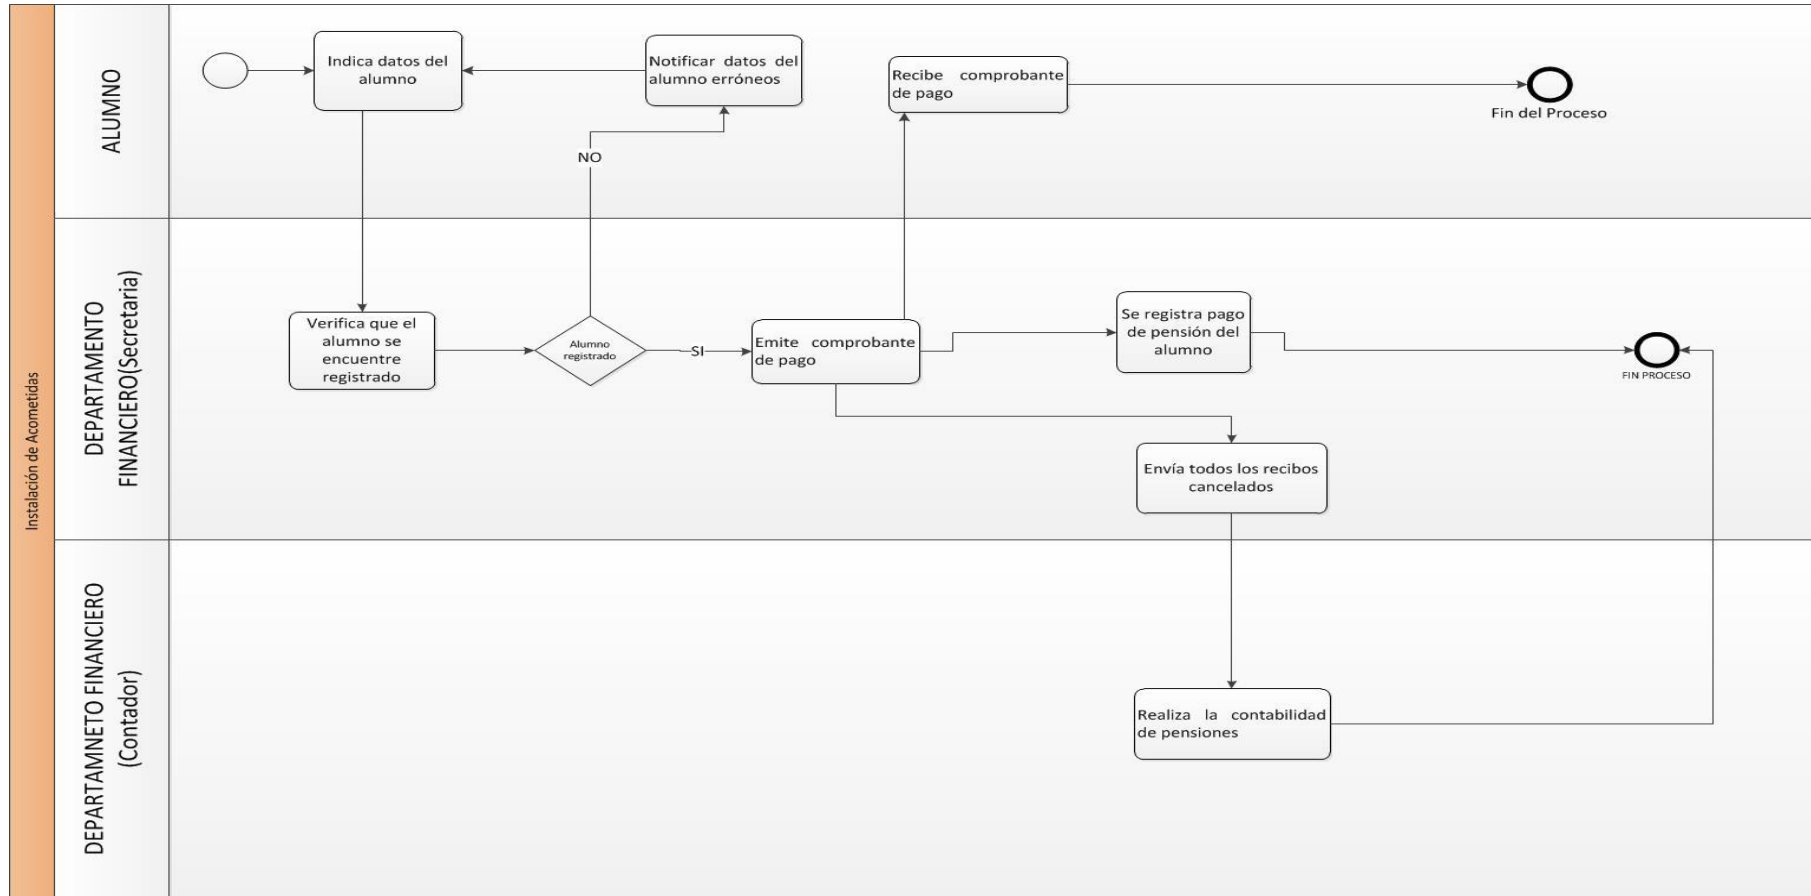 Instalación de Acometidas
ALUMNO
Indica datos del
alumno
Notificar datos del
alumno erróneos
Recibe comprobante
de pago
Fin del Proceso
NO
DEPARTAMENTO
FINANCIERO(Secretaria)
Verifica que el
alumno se
encuentre
registrado
Alumno
registrado
SI
Emite comprobante
de pago
Se registra pago
de pensión del
alumno
FIN PROCESO
Envía todos los recibos
cancelados
DEPARTAMNETO FINANCIERO
(Contador)
Realiza la contabilidad
de pensiones